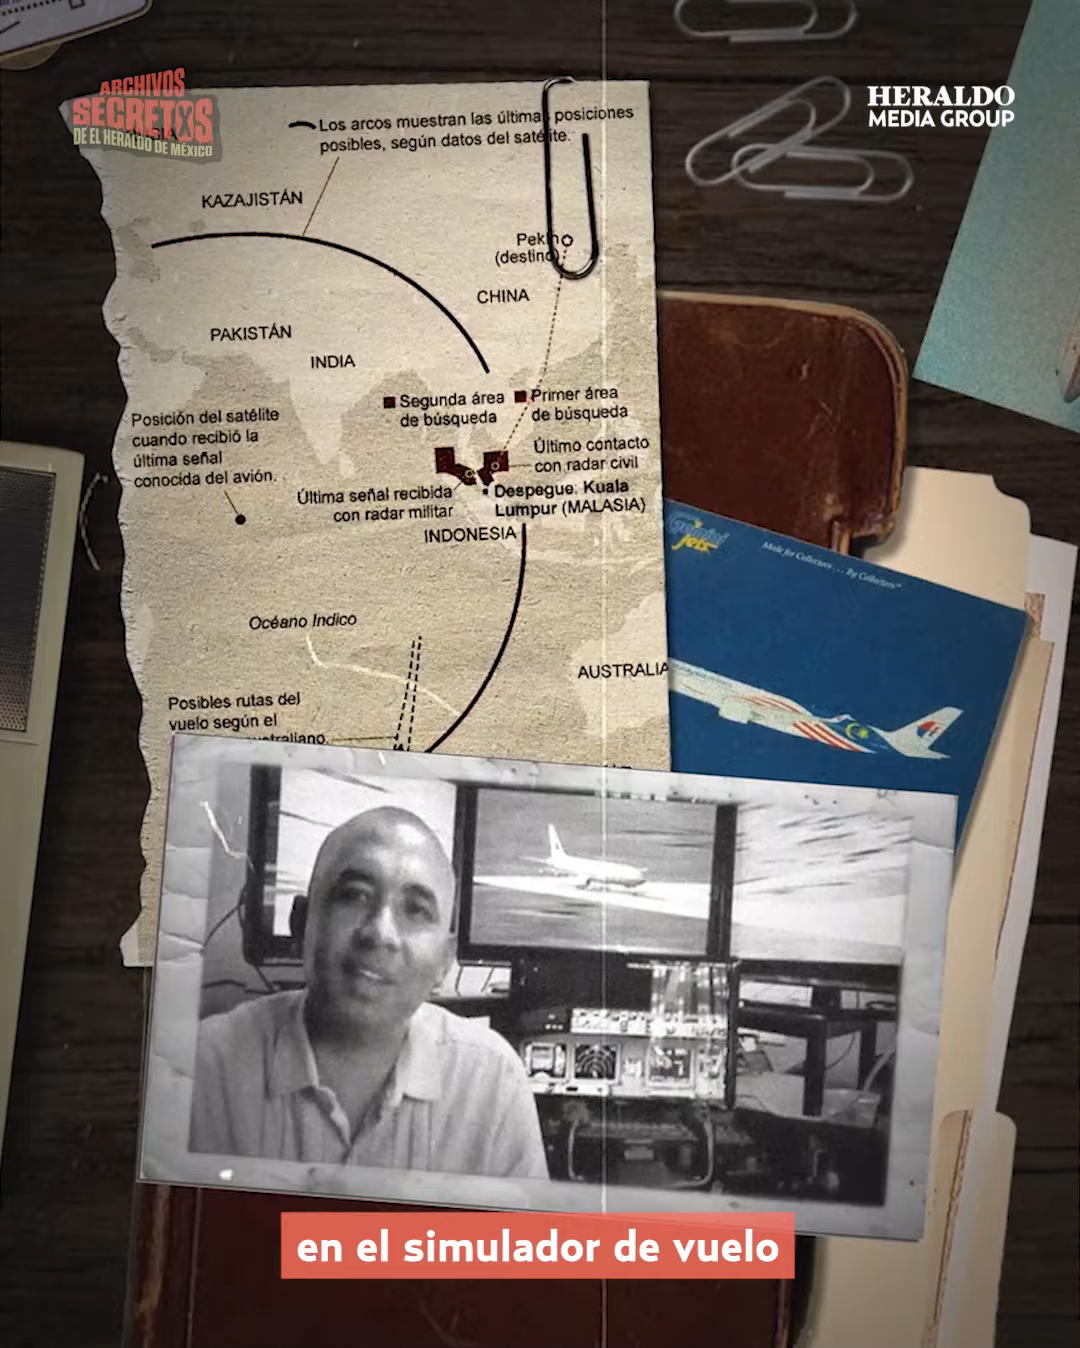 ARCHIVOS
SECRETOS
DE EL HERALDO DE MÉXICO
HERALDO
MEDIA GROUP
Los arcos muestran las últimas posiciones
posibles, según datos del satélite.
KAZAJISTÁN
Pekín
(destino)
CHINA
PAKISTÁN
INDIA
Segunda área
de búsqueda
Primer área
de búsqueda
Posición del satélite
cuando recibió la
última señal
conocida del avión.
Último contacto
con radar civil
Última señal recibida
con radar militar
Despegue: Kuala
Lumpur (MALASIA)
INDONESIA
gemini
jets
Made for Collectors . . . By Collectors™
Océano Indico
AUSTRALIA
Posibles rutas del
vuelo según el
australiano.
en el simulador de vuelo